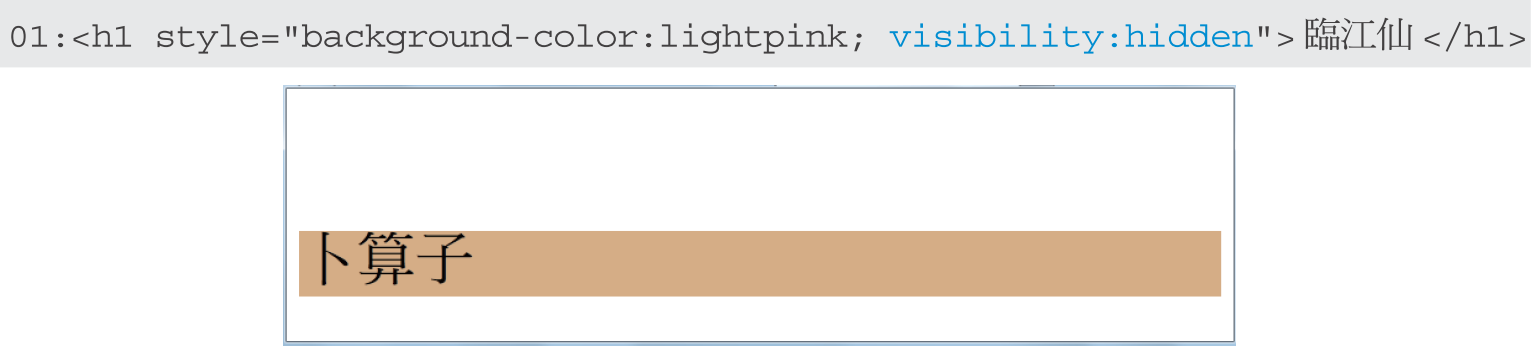 01:<h1 style="background-color:lightpink; visibility:hidden">臨江仙</h1>
卜算子